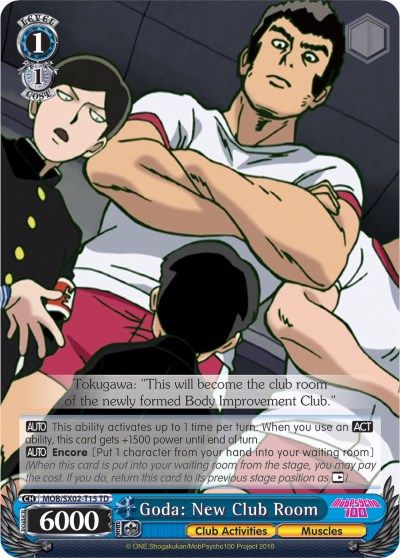 LEVEL
1
1
COST
Tokugawa: "This will become the club room
of the newly formed Body Improvement Club."
AUTO This ability activates up to 1 time per turn. When you use an ACT
ability, this card gets +1500 power until end of turn.
AUTO Encore [Put 1 character from your hand into your waiting room]
(When this card is put into your waiting room from the stage, you may pay
the cost. If you do, return this card to its previous stage position as
CH MOB/SX02-T15 TD
POWER 6000
Goda: New Club Room
MobPsycho
100
Club Activities Muscles
© ONE,Shogakukan/MobPsycho100 Project 2016